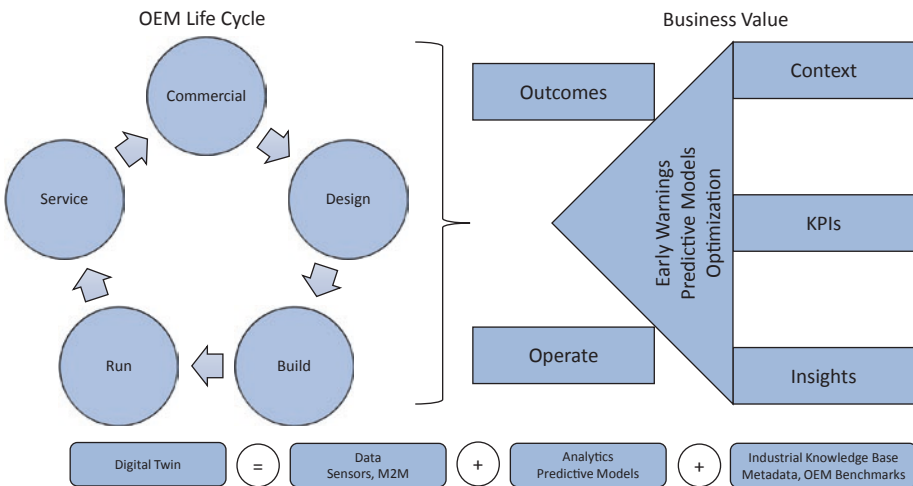 OEM Life Cycle
Commercial
Design
Build
Run
Service
Business Value
Outcomes
Operate
Early Warnings
Predictive Models
Optimization
Context
KPIs
Insights
Digital Twin
=
Data
Sensors, M2M
+
Analytics
Predictive Models
+
Industrial Knowledge Base
Metadata, OEM Benchmarks